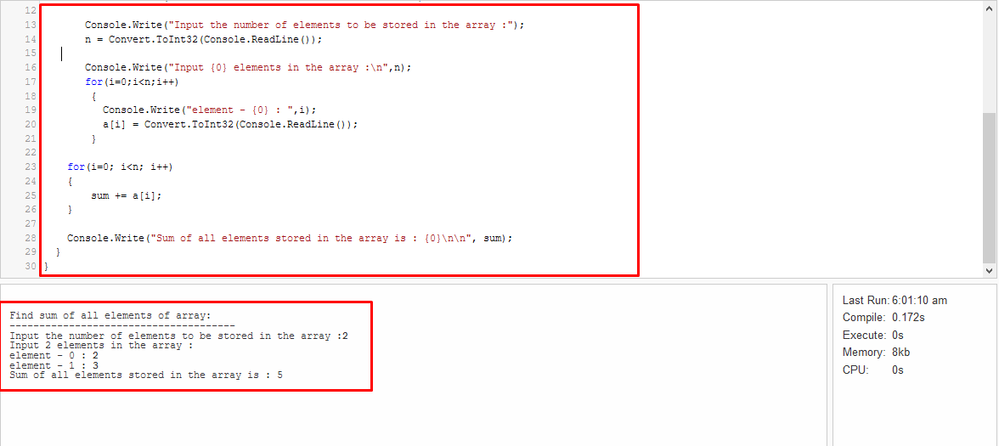 12
13 Console.Write("Input the number of elements to be stored in the array :");
14 n = Convert.ToInt32(Console.ReadLine());
15
16 Console.Write("Input {0} elements in the array :\n",n);
17 for(i=0;i<n;i++)
18 {
19 Console.Write("element - {0} : ",i);
20 a[i] = Convert.ToInt32(Console.ReadLine());
21 }
22
23 for(i=0; i<n; i++)
24 {
25 sum += a[i];
26 }
27
28 Console.Write("Sum of all elements stored in the array is : {0}\n\n", sum);
29 }
30 }
Find sum of all elements of array:
--------------------------------------
Input the number of elements to be stored in the array :2
Input 2 elements in the array :
element - 0 : 2
element - 1 : 3
Sum of all elements stored in the array is : 5
Last Run: 6:01:10 am
Compile: 0.172s
Execute: 0s
Memory: 8kb
CPU: 0s